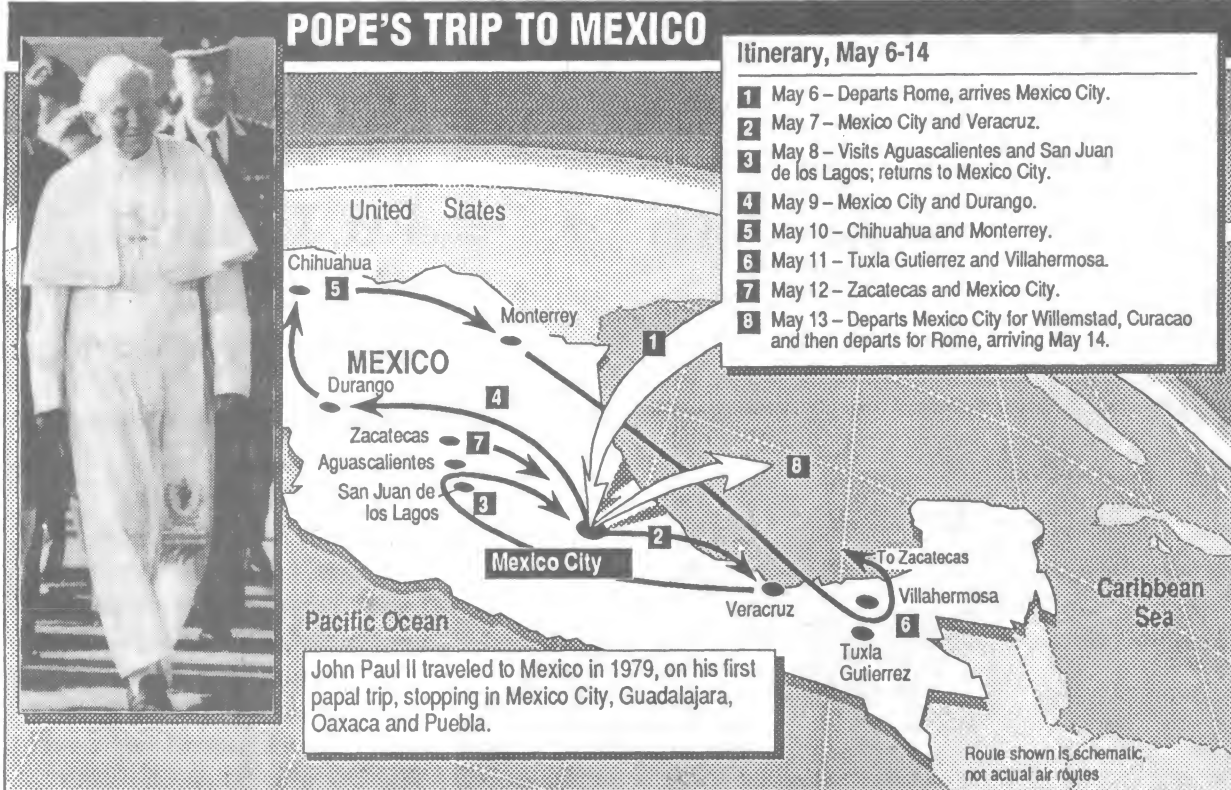 POPE'S TRIP TO MEXICO
Itinerary, May 6-14
1 May 6 – Departs Rome, arrives Mexico City.
2 May 7 – Mexico City and Veracruz.
3 May 8 – Visits Aguascalientes and San Juan
de los Lagos; returns to Mexico City.
4 May 9 – Mexico City and Durango.
5 May 10 – Chihuahua and Monterrey.
6 May 11 – Tuxla Gutierrez and Villahermosa.
7 May 12 – Zacatecas and Mexico City.
8 May 13 – Departs Mexico City for Willemstad, Curacao
and then departs for Rome, arriving May 14.
United States
Chihuahua
5
Monterrey
1
MEXICO
Durango
4
Zacatecas
7
Aguascalientes
8
San Juan de
los Lagos
3
Mexico City
2
To Zacatecas
Veracruz
Villahermosa
6
Tuxla
Gutierrez
Caribbean
Sea
Pacific Ocean
John Paul II traveled to Mexico in 1979, on his first
papal trip, stopping in Mexico City, Guadalajara,
Oaxaca and Puebla.
Route shown is schematic,
not actual air routes